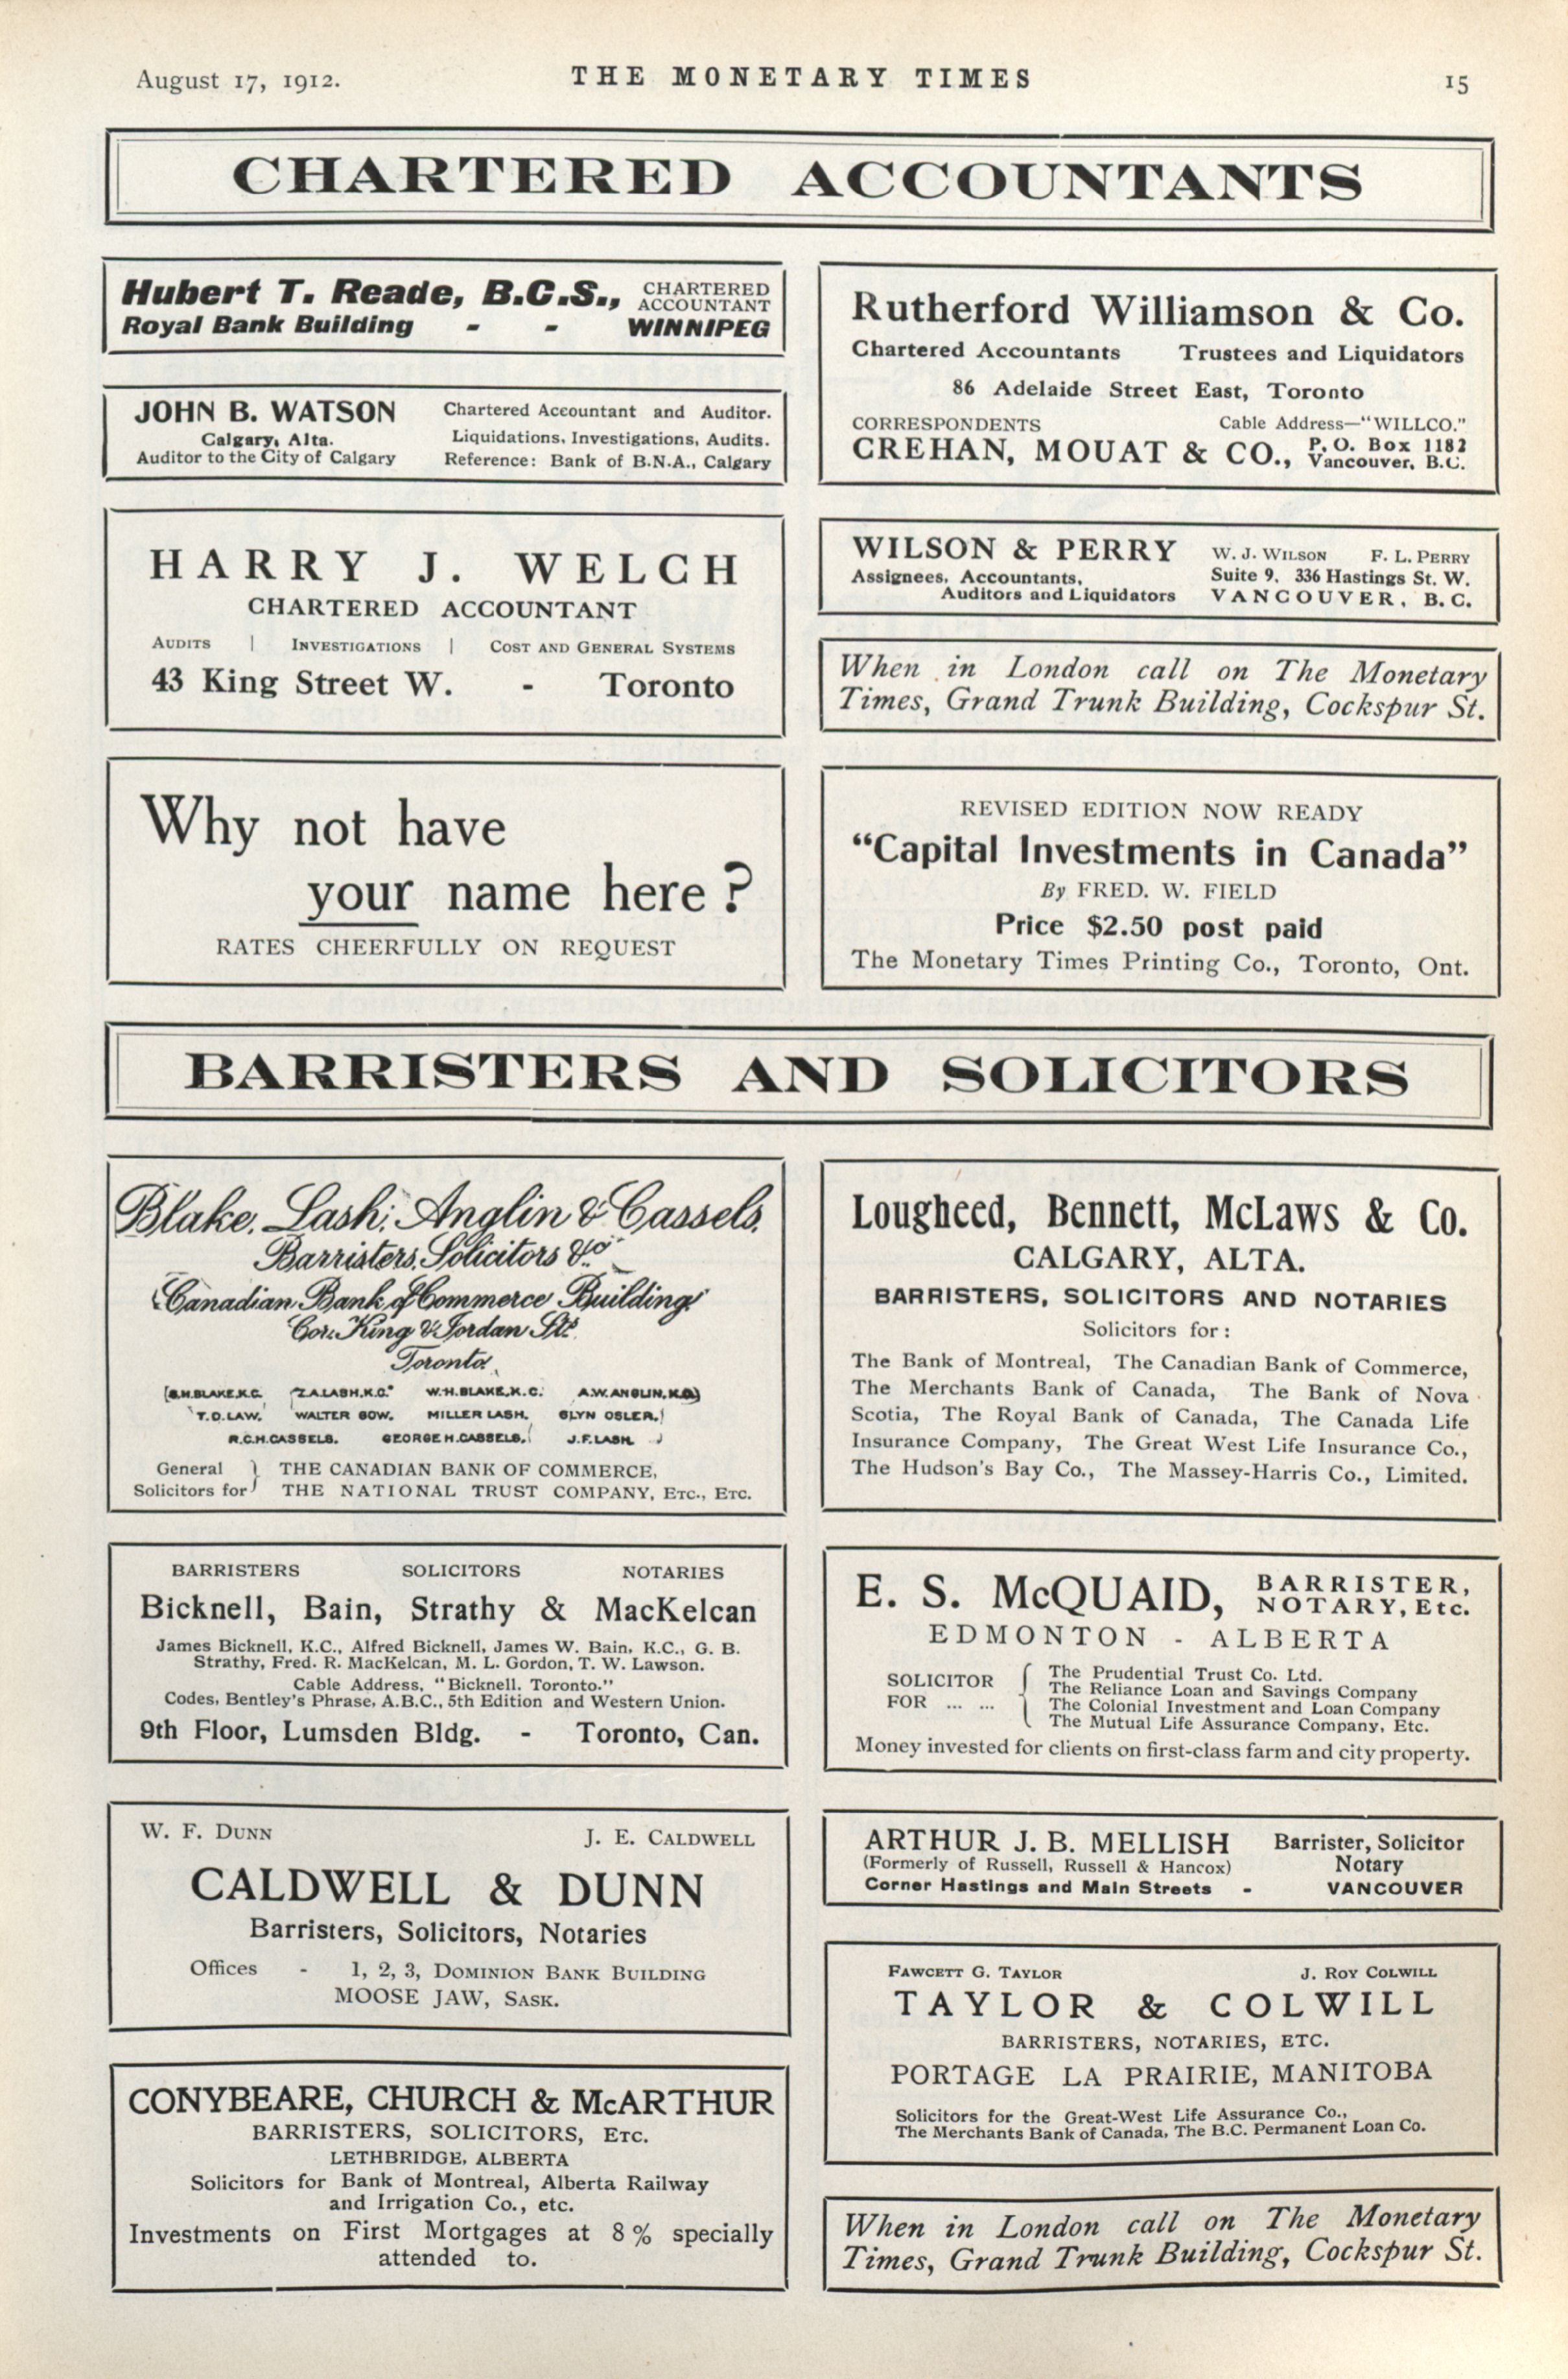 August 17, 1912.
THE MONETARY TIMES
15
CHARTERED ACCOUNTANTS
Hubert T. Reade, B.C.S., CHARTERED ACCOUNTANT
Royal Bank Building - - WINNIPEG
JOHN B. WATSON
Calgary, Alta.
Auditor to the City of Calgary
Chartered Accountant and Auditor.
Liquidations, Investigations, Audits.
Reference: Bank of B.N.A., Calgary
HARRY J. WELCH
CHARTERED ACCOUNTANT
AUDITS | INVESTIGATIONS | COST AND GENERAL SYSTEMS
43 King Street W. - Toronto
Why not have
your name here?
RATES CHEERFULLY ON REQUEST
Rutherford Williamson & Co.
Chartered Accountants Trustees and Liquidators
86 Adelaide Street East, Toronto
CORRESPONDENTS Cable Address—"WILLCO."
CREHAN, MOUAT & CO., P. O. Box 1182
Vancouver, B.C.
WILSON & PERRY
Assignees, Accountants,
Auditors and Liquidators
W. J. WILSON F. L. PERRY
Suite 9, 336 Hastings St. W.
VANCOUVER, B. C.
When in London call on The Monetary
Times, Grand Trunk Building, Cockspur St.
REVISED EDITION NOW READY
"Capital Investments in Canada"
By FRED. W. FIELD
Price $2.50 post paid
The Monetary Times Printing Co., Toronto, Ont.
BARRISTERS AND SOLICITORS
Blake, Lash, Anglin & Cassels,
Barristers, Solicitors &c.
Canadian Bank of Commerce Building,
Cor. King & Jordan Sts.
Toronto.
S.H.BLAKE,K.C. Z.A.LASH,K.C. W.H.BLAKE,K.C. A.W.ANGLIN,K.C.
T.D.LAW. WALTER GOW. MILLER LASH. GLYN OSLER.
R.C.H.CASSELS. GEORGE H.CASSELS. J.F.LASH
General Solicitors for } THE CANADIAN BANK OF COMMERCE,
THE NATIONAL TRUST COMPANY, ETC., ETC.
BARRISTERS SOLICITORS NOTARIES
Bicknell, Bain, Strathy & MacKelcan
James Bicknell, K.C., Alfred Bicknell, James W. Bain, K.C., G. B.
Strathy, Fred. R. MacKelcan, M. L. Gordon, T. W. Lawson.
Cable Address, "Bicknell, Toronto."
Codes, Bentley's Phrase, A.B.C., 5th Edition and Western Union.
9th Floor, Lumsden Bldg. - Toronto, Can.
W. F. DUNN J. E. CALDWELL
CALDWELL & DUNN
Barristers, Solicitors, Notaries
Offices - 1, 2, 3, DOMINION BANK BUILDING
MOOSE JAW, SASK.
CONYBEARE, CHURCH & McARTHUR
BARRISTERS, SOLICITORS, ETC.
LETHBRIDGE, ALBERTA
Solicitors for Bank of Montreal, Alberta Railway
and Irrigation Co., etc.
Investments on First Mortgages at 8% specially
attended to.
Lougheed, Bennett, McLaws & Co.
CALGARY, ALTA.
BARRISTERS, SOLICITORS AND NOTARIES
Solicitors for:
The Bank of Montreal, The Canadian Bank of Commerce,
The Merchants Bank of Canada, The Bank of Nova
Scotia, The Royal Bank of Canada, The Canada Life
Insurance Company, The Great West Life Insurance Co.,
The Hudson's Bay Co., The Massey-Harris Co., Limited.
E. S. McQUAID, BARRISTER,
NOTARY, Etc.
EDMONTON - ALBERTA
SOLICITOR
FOR ... ...
The Prudential Trust Co. Ltd.
The Reliance Loan and Savings Company
The Colonial Investment and Loan Company
The Mutual Life Assurance Company, Etc.
Money invested for clients on first-class farm and city property.
ARTHUR J. B. MELLISH Barrister, Solicitor
(Formerly of Russell, Russell & Hancox) Notary
Corner Hastings and Main Streets - VANCOUVER
FAWCETT G. TAYLOR J. ROY COLWILL
TAYLOR & COLWILL
BARRISTERS, NOTARIES, ETC.
PORTAGE LA PRAIRIE, MANITOBA
Solicitors for the Great-West Life Assurance Co.,
The Merchants Bank of Canada, The B.C. Permanent Loan Co.
When in London call on The Monetary
Times, Grand Trunk Building, Cockspur St.